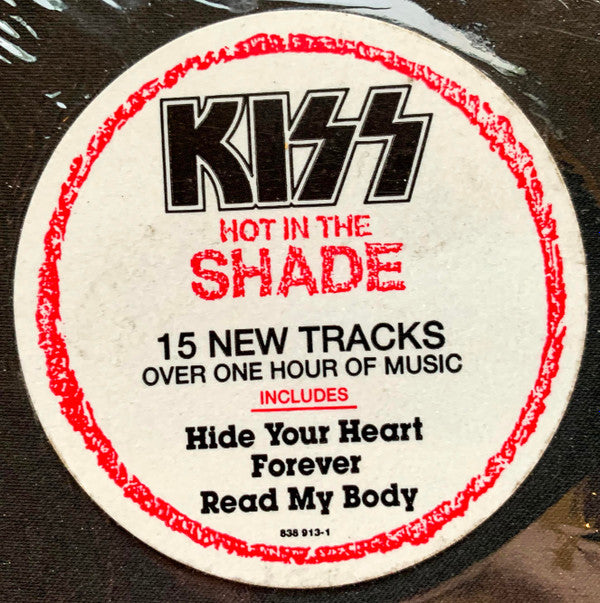 KISS
HOT IN THE
SHADE
15 NEW TRACKS
OVER ONE HOUR OF MUSIC
INCLUDES
Hide Your Heart
Forever
Read My Body
838 913-1